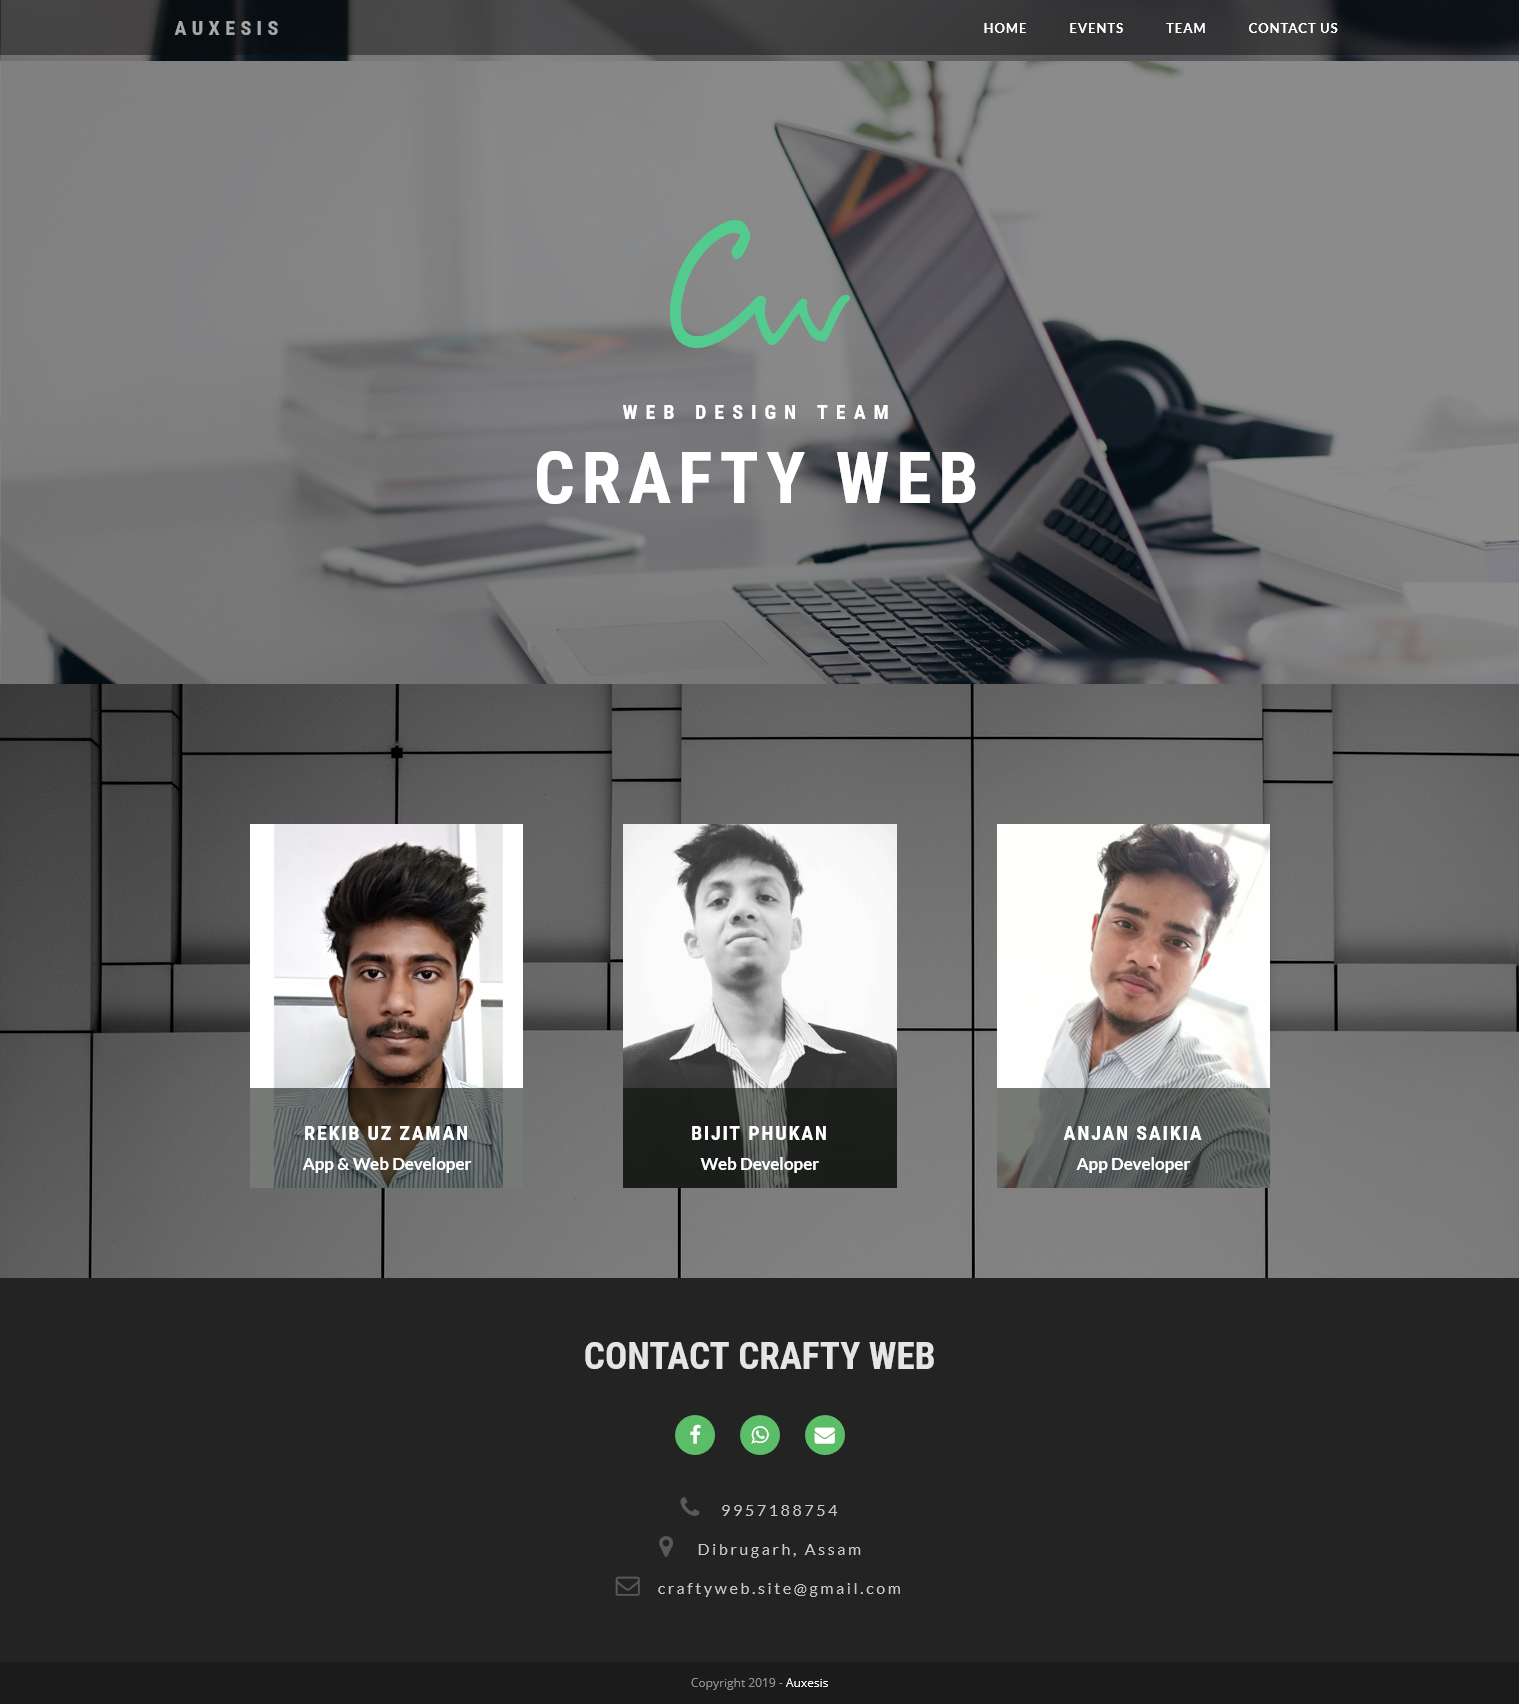 AUXESIS HOME EVENTS TEAM CONTACT US
Cw
WEB DESIGN TEAM
CRAFTY WEB
REKIB UZ ZAMAN
App & Web Developer
BIJIT PHUKAN
Web Developer
ANJAN SAIKIA
App Developer
CONTACT CRAFTY WEB
9957188754
Dibrugarh, Assam
craftyweb.site@gmail.com
Copyright 2019 - Auxesis